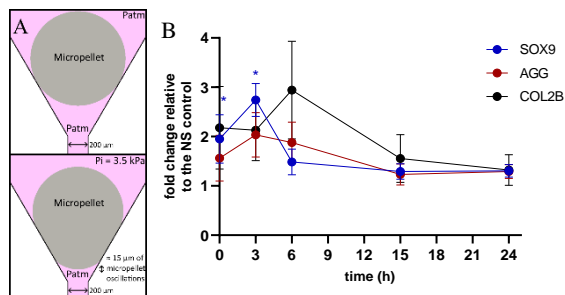 A
Patm
Micropellet
Patm
200 um
Pi = 3.5 kPa
Micropellet
≈ 15 µm of
micropellet
oscillations
Patm
200 um
B
fold change relative
to the NS control
4
3
2
1
0
*
*
0 3 6 9 12 15 18 21 24
time (h)
SOX9
AGG
COL2B